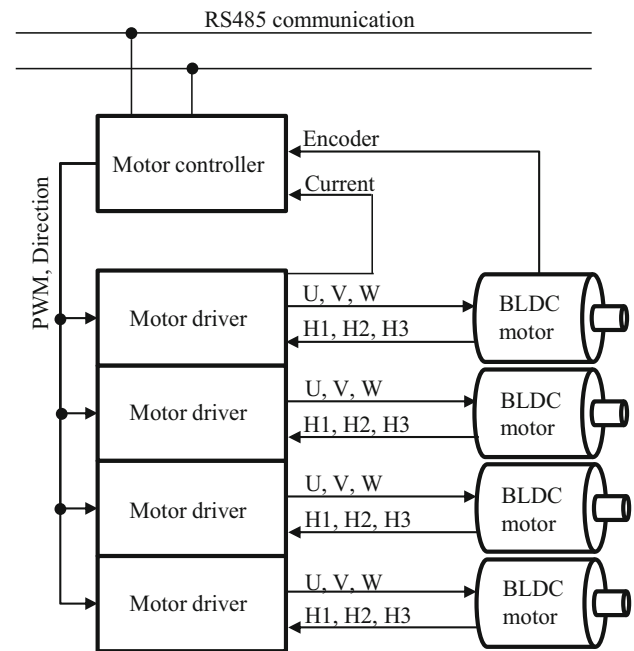 RS485 communication
Motor controller
Encoder
Current
PWM, Direction
Motor driver
U, V, W
H1, H2, H3
BLDC
motor
Motor driver
U, V, W
H1, H2, H3
BLDC
motor
Motor driver
U, V, W
H1, H2, H3
BLDC
motor
Motor driver
U, V, W
H1, H2, H3
BLDC
motor